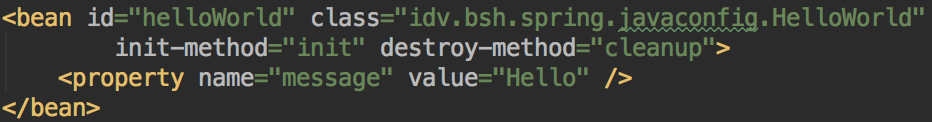 <bean id="helloWorld" class="idv.bsh.spring.javaconfig.HelloWorld"
init-method="init" destroy-method="cleanup">
<property name="message" value="Hello" />
</bean>